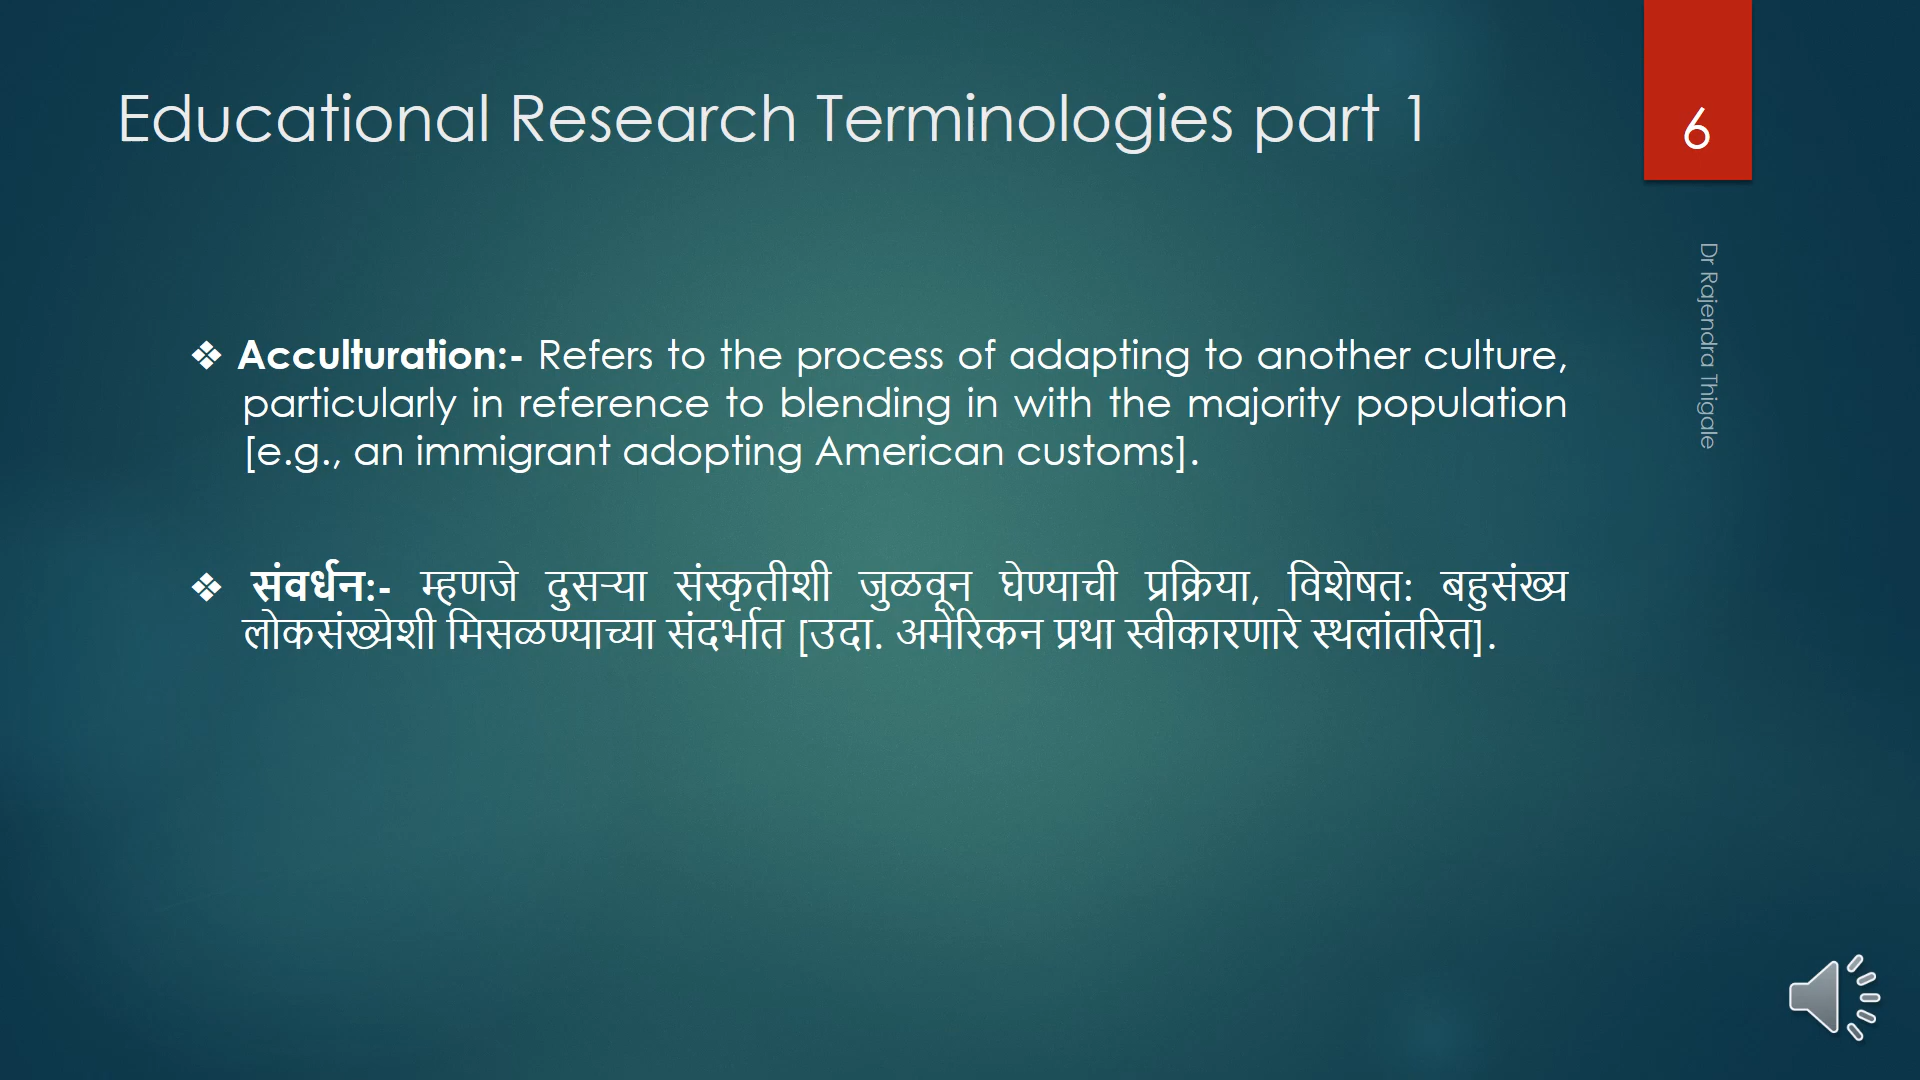 Educational Research Terminologies part 1
6
Dr Rajendra Thigale
❖ Acculturation:- Refers to the process of adapting to another culture,
particularly in reference to blending in with the majority population
[e.g., an immigrant adopting American customs].
❖ संवर्धन:- म्हणजे दुसऱ्या संस्कृतीशी जुळवून घेण्याची प्रक्रिया, विशेषत: बहुसंख्य
लोकसंख्येशी मिसळण्याच्या संदर्भात [उदा. अमेरिकन प्रथा स्वीकारणारे स्थलांतरित].